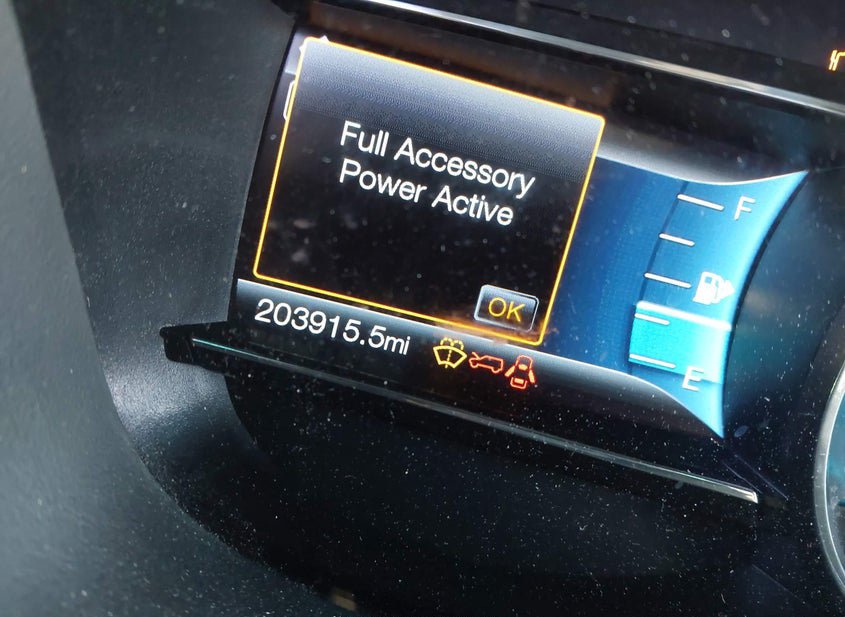 Full Accessory
Power Active
OK
203915.5mi
F
E